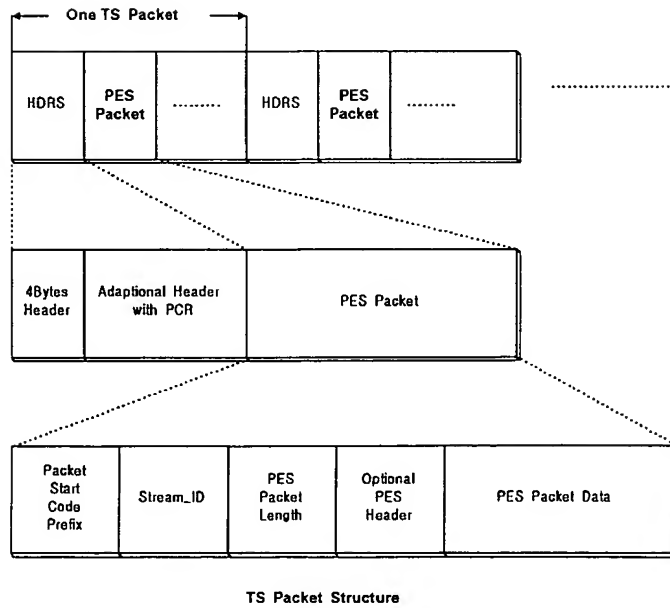 One TS Packet
HDRS
PES
Packet
........
HDRS
PES
Packet
........
4Bytes
Header
Adaptional Header
with PCR
PES Packet
Packet
Start
Code
Prefix
Stream_ID
PES
Packet
Length
Optional
PES
Header
PES Packet Data
TS Packet Structure